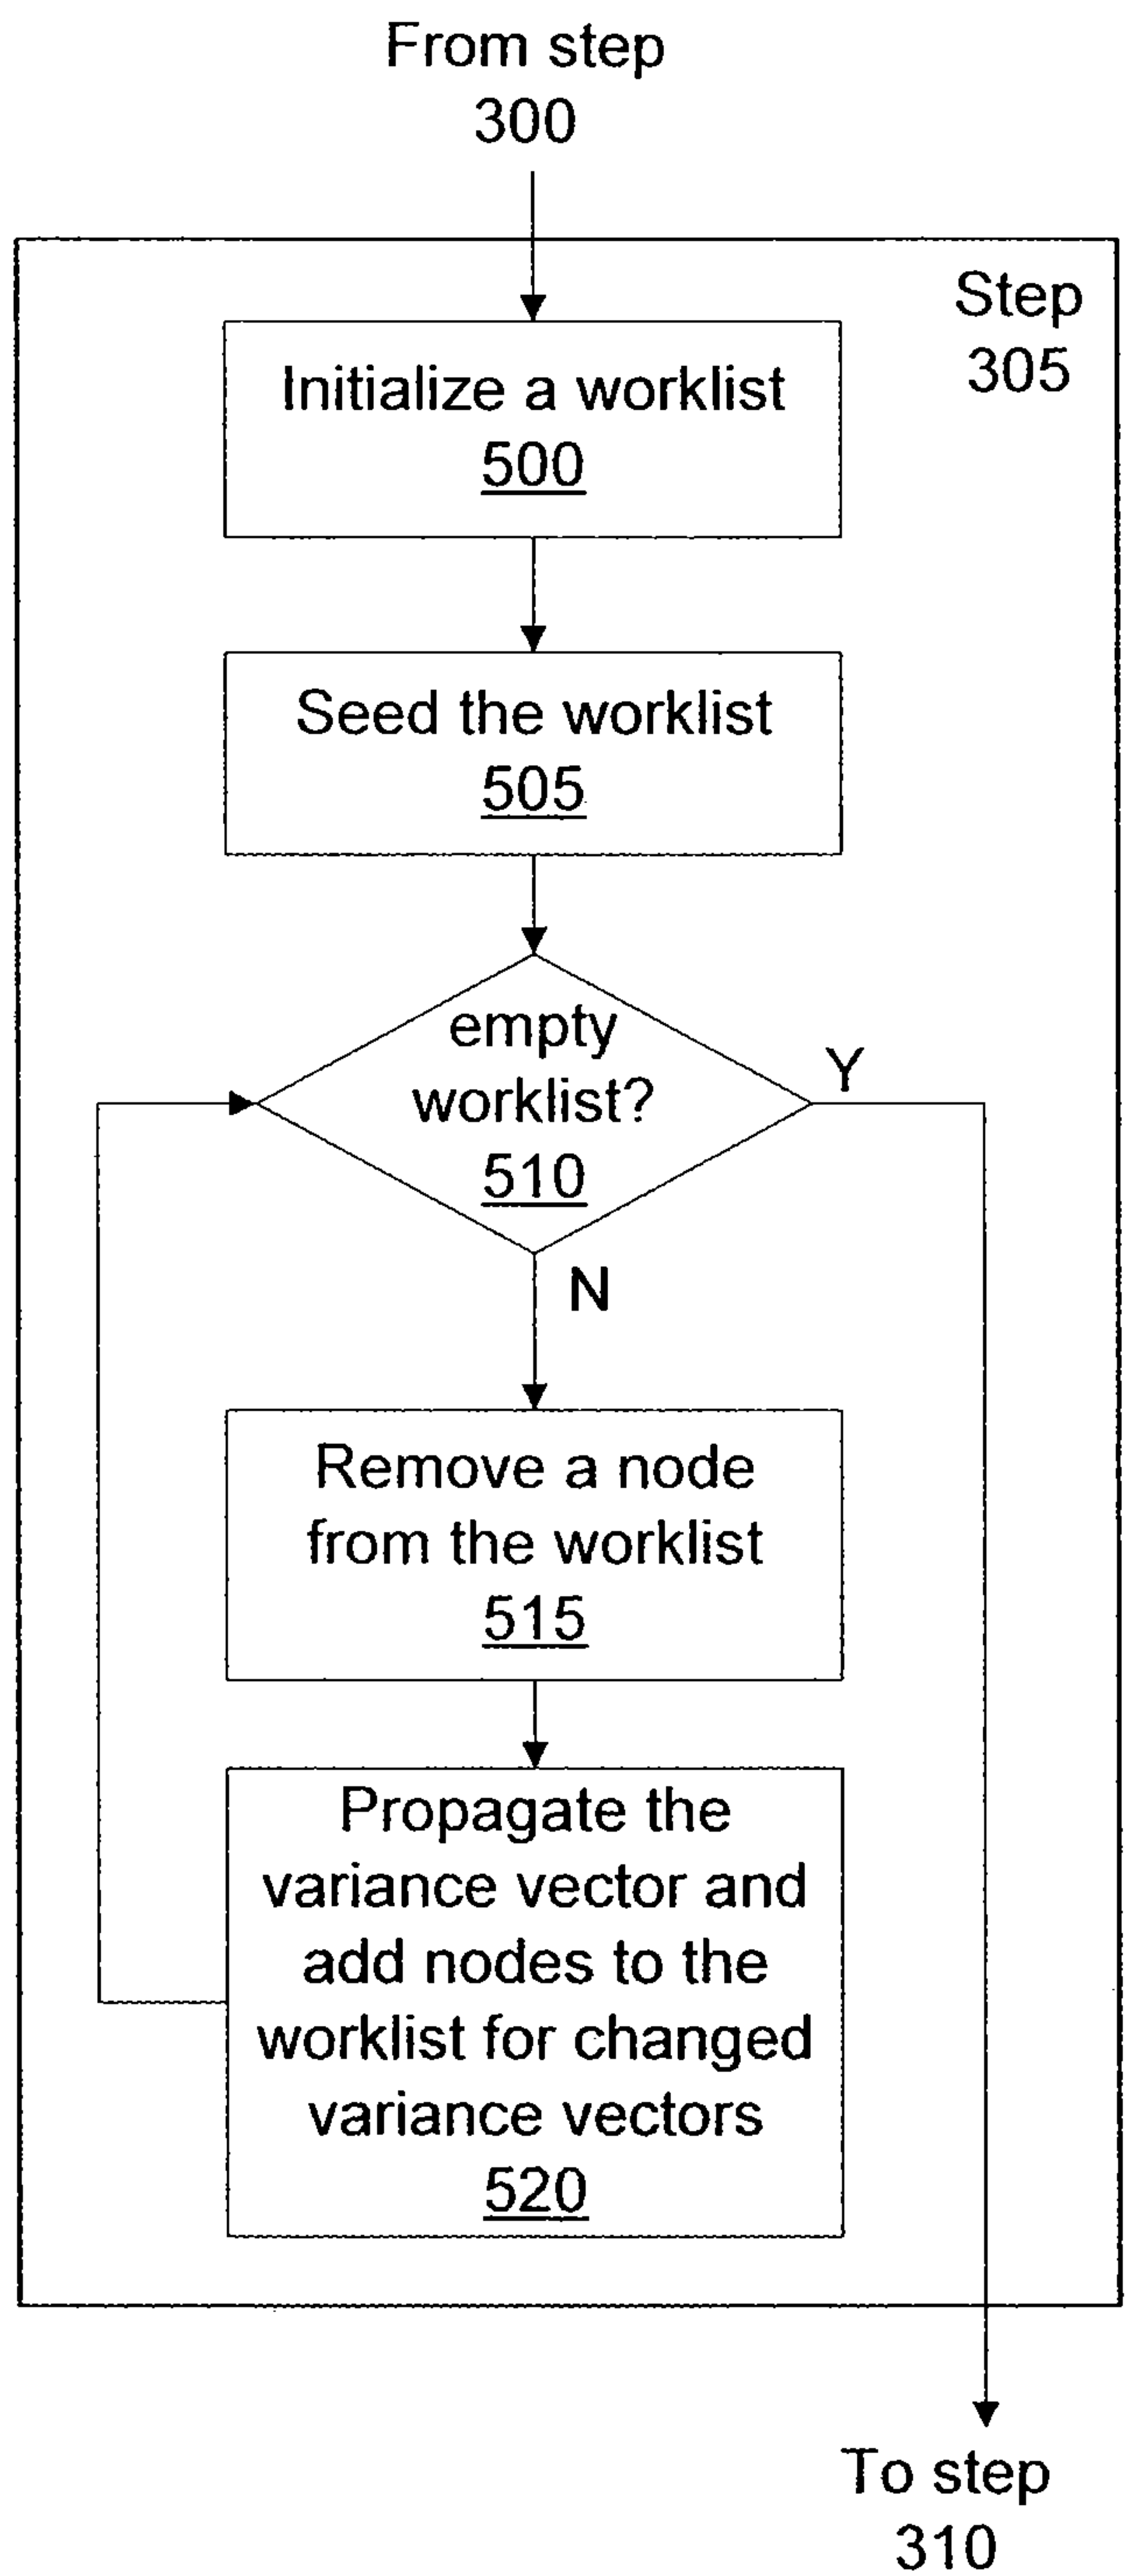 From step
300
Step
305
Initialize a worklist
500
Seed the worklist
505
empty
worklist?
510
Y
N
Remove a node
from the worklist
515
Propagate the
variance vector and
add nodes to the
worklist for changed
variance vectors
520
To step
310